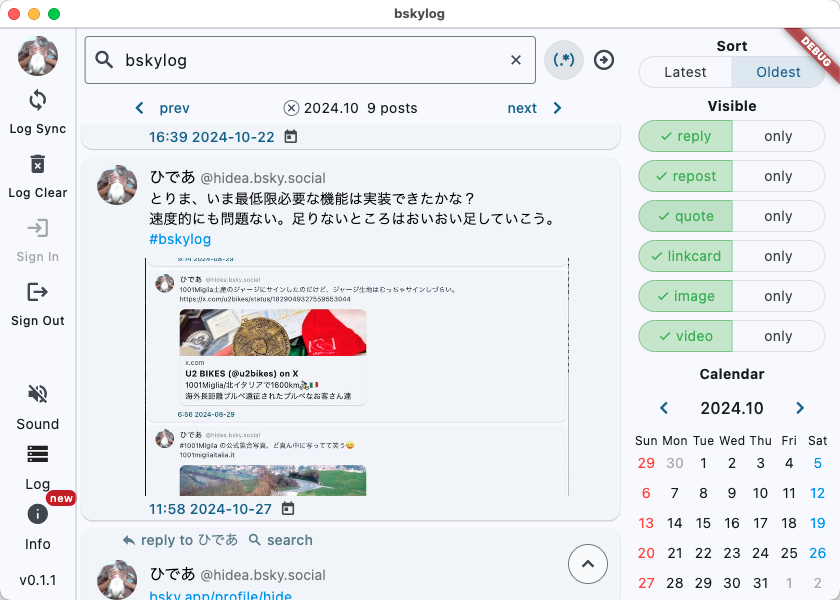 bskylog
DEBUG
Log Sync
Log Clear
Sign In
Sign Out
Sound
Log
new
Info
v0.1.1
bskylog
(.*)
prev
2024.10 9 posts
next
16:39 2024-10-22
ひであ @hidea.bsky.social
とりま、いま最低限必要な機能は実装できたかな？
速度的にも問題ない。足りないところはおいおい足していこう。
#bskylog
9:14 2024-08-29
ひであ @hidea.bsky.social
1001Miglia土産のジャージにサインしたのだけど、ジャージ生地はむっちゃサインしづらい。
https://x.com/u2bikes/status/1829049327559553044
x.com
U2 BIKES (@u2bikes) on X
1001Miglia/北イタリアで1600km🚴🇮🇹
海外長距離ブルベ遠征されたブルベなお客さん達
6:56 2024-08-29
ひであ @hidea.bsky.social
#1001Miglia の公式集合写真、ど真ん中に写ってて笑う😄
1001migliaitalia.it
11:58 2024-10-27
reply to ひであ search
ひであ @hidea.bsky.social
bsky.app/profile/hide
Sort
Latest Oldest
Visible
reply only
repost only
quote only
linkcard only
image only
video only
Calendar
2024.10
Sun Mon Tue Wed Thu Fri Sat
29 30 1 2 3 4 5
6 7 8 9 10 11 12
13 14 15 16 17 18 19
20 21 22 23 24 25 26
27 28 29 30 31 1 2